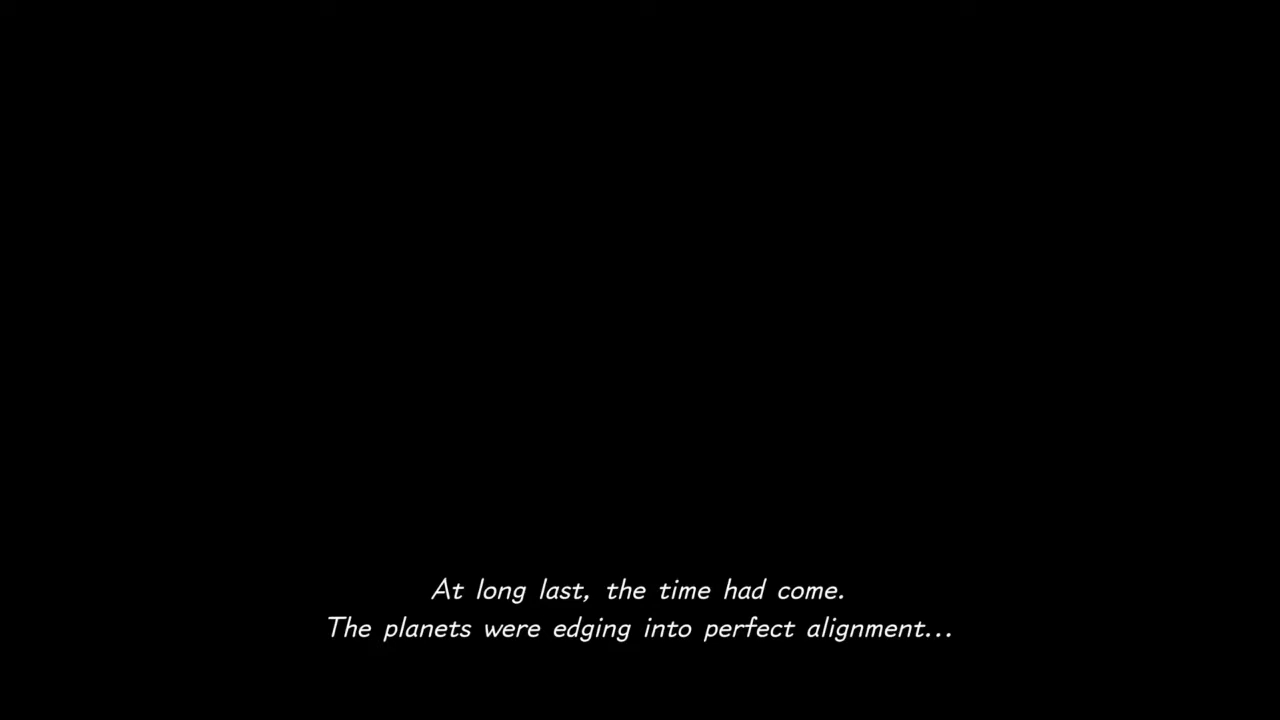 At long last, the time had come.
The planets were edging into perfect alignment...